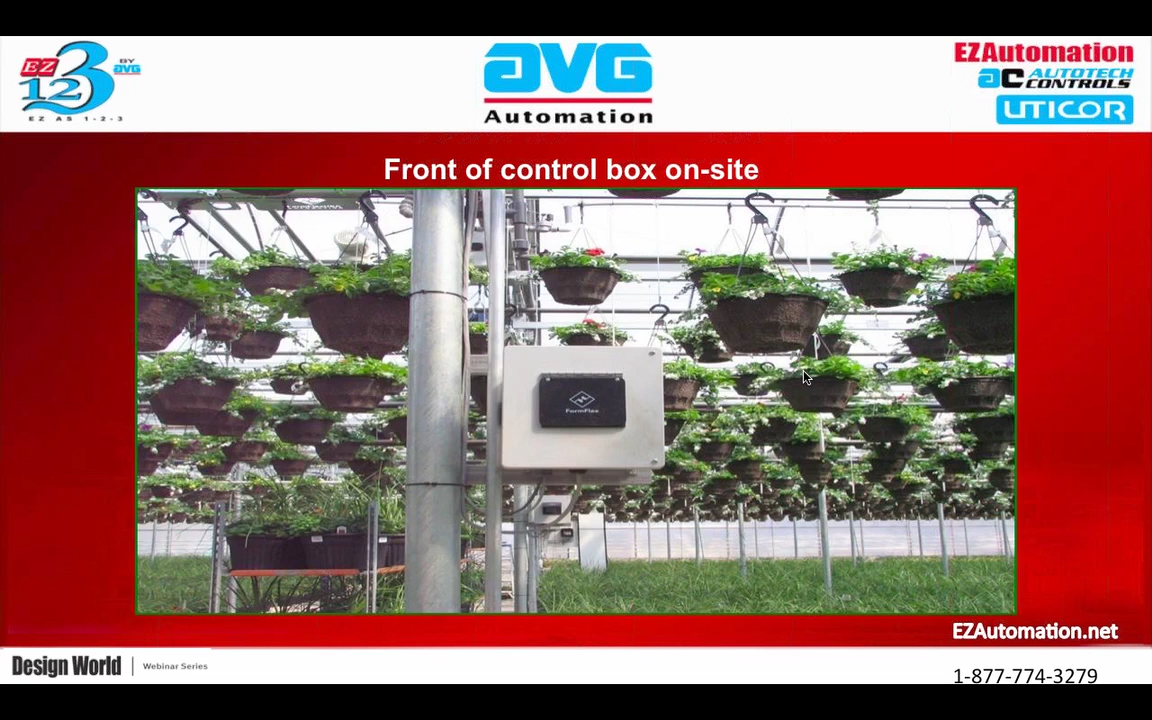 EZ
123
BY
AVG
EZ AS 1-2-3
AVG
Automation
EZAutomation
aC AUTOTECH
CONTROLS
UTICOR
Front of control box on-site
FormFlex
EZAutomation.net
Design World | Webinar Series
1-877-774-3279